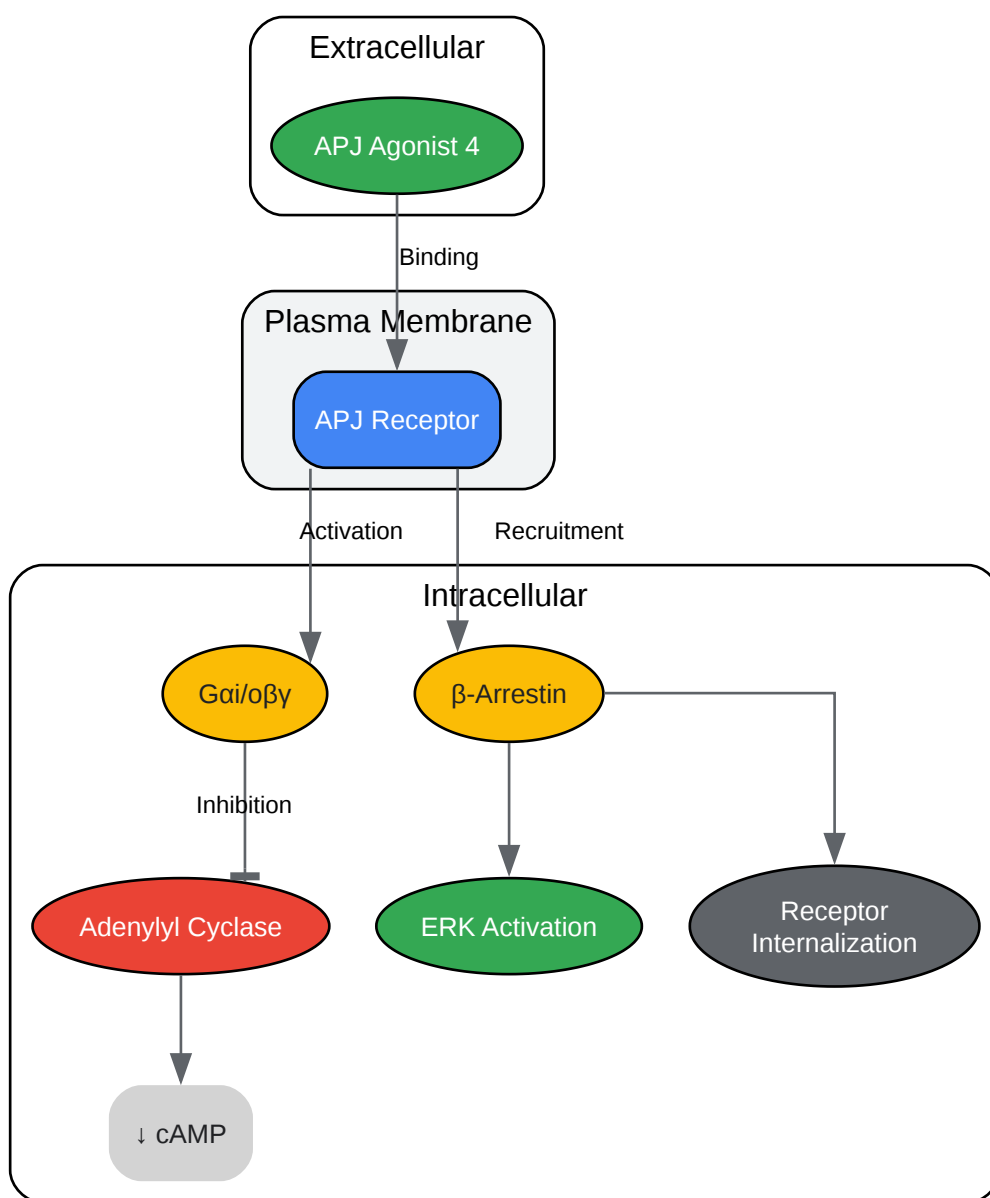 Extracellular
APJ Agonist 4
Binding
Plasma Membrane
APJ Receptor
Activation
Recruitment
Intracellular
Gαi/oβγ
β-Arrestin
Inhibition
Adenylyl Cyclase
ERK Activation
Receptor
Internalization
↓ cAMP